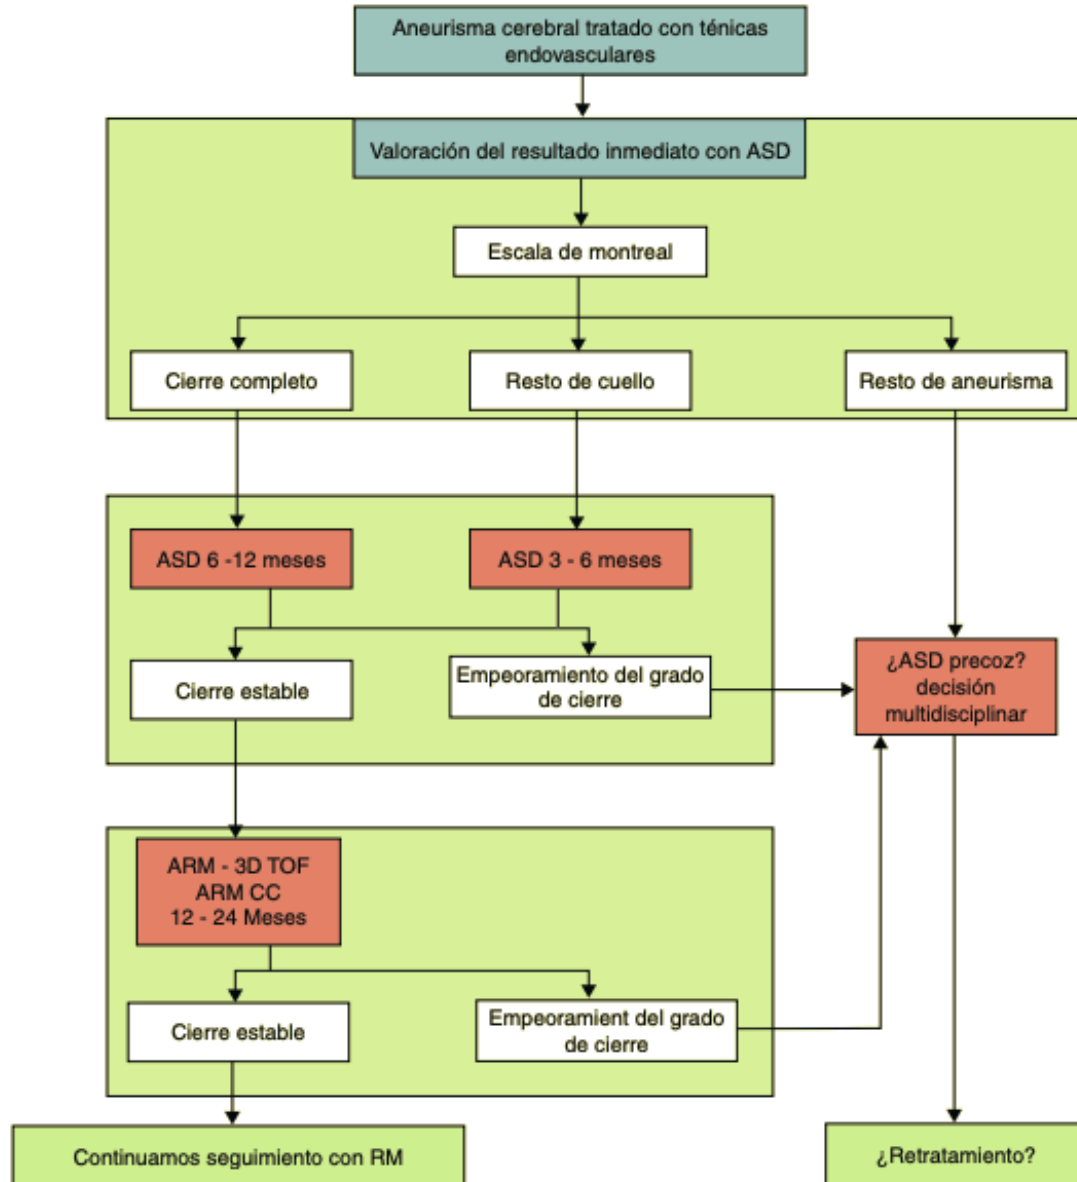 Aneurisma cerebral tratado con ténicas
endovasculares
Valoración del resultado inmediato con ASD
Escala de montreal
Cierre completo
Resto de cuello
Resto de aneurisma
ASD 6 -12 meses
ASD 3 - 6 meses
Cierre estable
Empeoramiento del grado
de cierre
¿ASD precoz?
decisión
multidisciplinar
ARM - 3D TOF
ARM CC
12 - 24 Meses
Cierre estable
Empeoramient del grado
de cierre
Continuamos seguimiento con RM
¿Retratamiento?